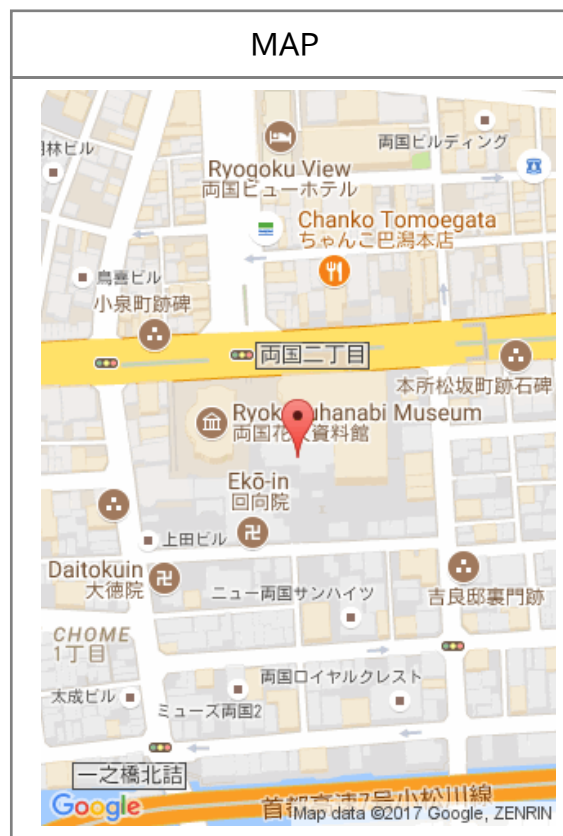 MAP
両国ビルディング
林ビル
Ryogoku View
両国ビューホテル
Chanko Tomoegata
ちゃんこ巴潟本店
鳥喜ビル
小泉町跡碑
両国二丁目
本所松坂町跡石碑
Ryok uhanabi Museum
両国花 資料館
Ekō-in
回向院
上田ビル
Daitokuin
大徳院
ニュー両国サンハイツ
吉良邸裏門跡
CHOME
1丁目
両国ロイヤルクレスト
太成ビル
ミューズ両国2
一之橋北詰
首都高速7号小松川線
Google
Map data ©2017 Google, ZENRIN